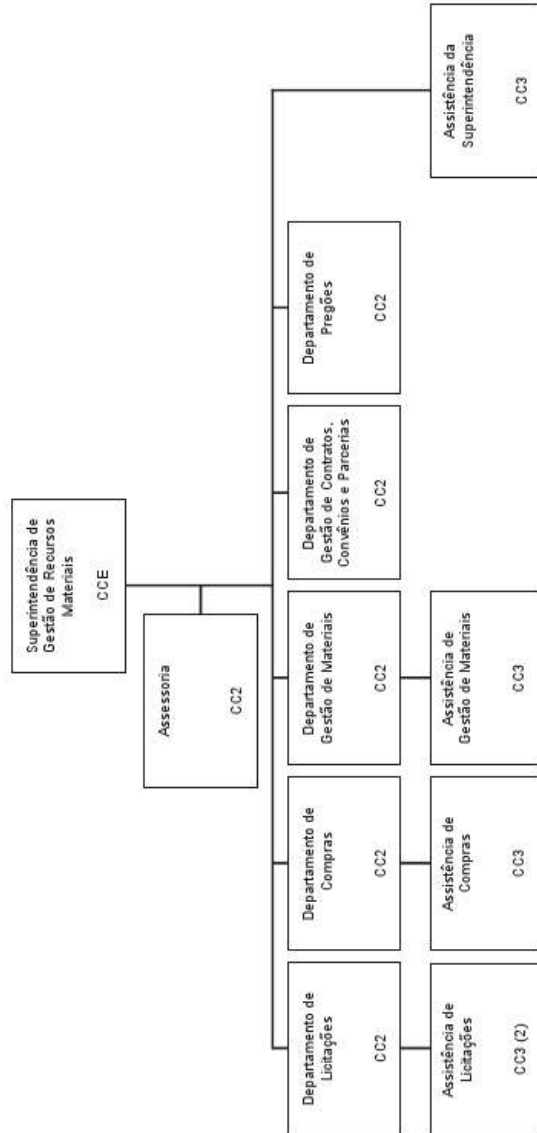 Superintendência de
Gestão de Recursos
Materiais
CCE
Assessoria
CC2
Departamento de
Licitações
CC2
Departamento de
Compras
CC2
Departamento de
Gestão de Materiais
CC2
Departamento de
Gestão de Contratos,
Convênios e Parcerias
CC2
Departamento de
Pregões
CC2
Assistência de
Licitações
CC3 (2)
Assistência de
Compras
CC3
Assistência de
Gestão de Materiais
CC3
Assistência da
Superintendência
CC3